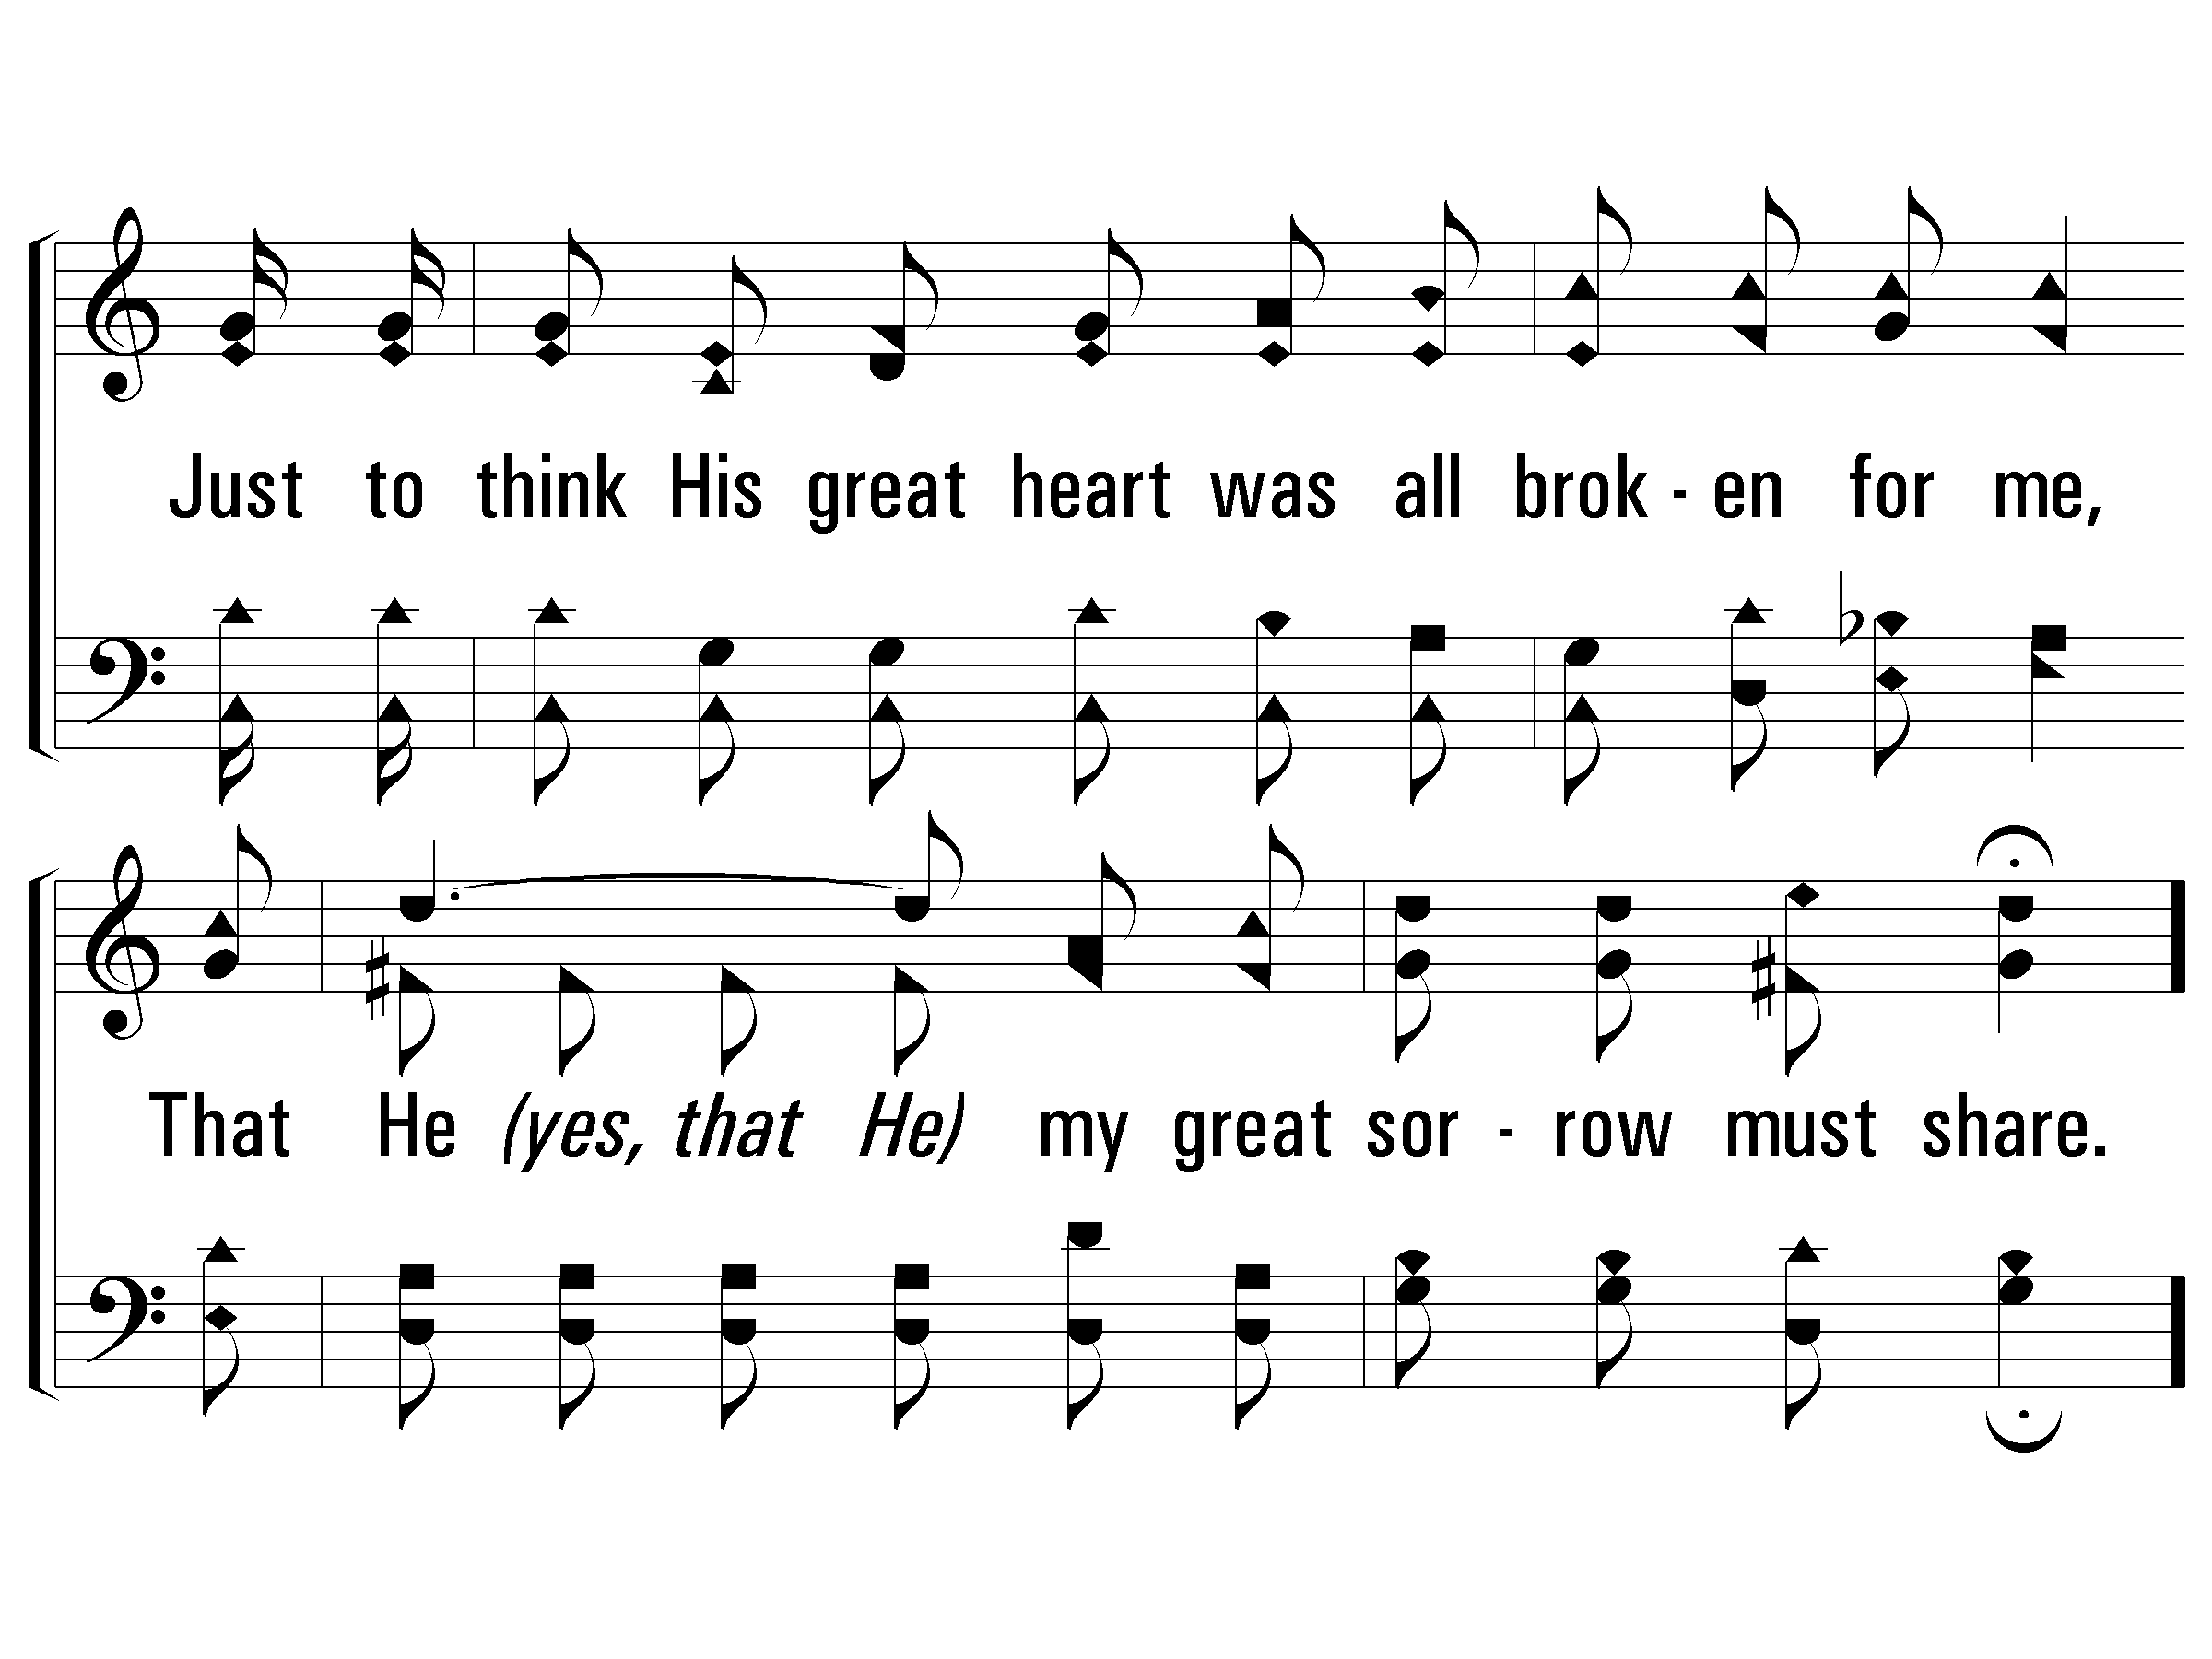 Just to think His great heart was all brok - en for me,
That He (yes, that He) my great sor - row must share.